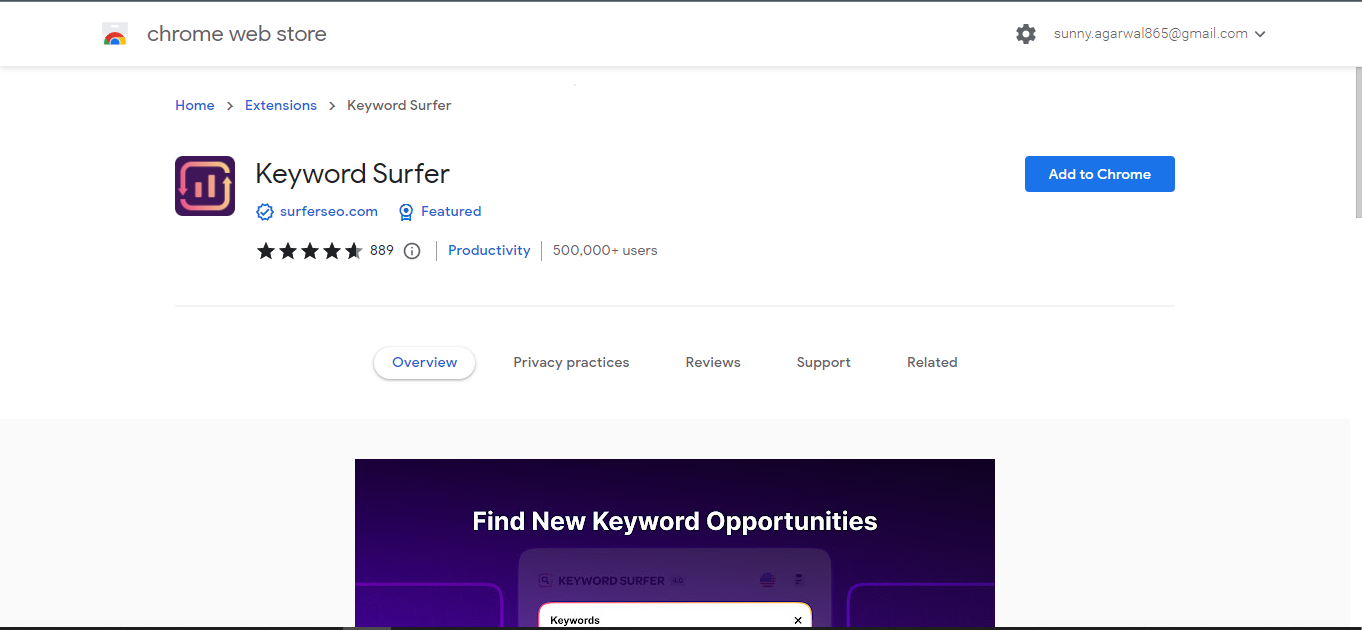 chrome web store
sunny.agarwal865@gmail.com
Home > Extensions > Keyword Surfer
Keyword Surfer
Add to Chrome
surferseo.com Featured
889 Productivity 500,000+ users
Overview Privacy practices Reviews Support Related
Find New Keyword Opportunities
KEYWORD SURFER 4.0
Keywords ×